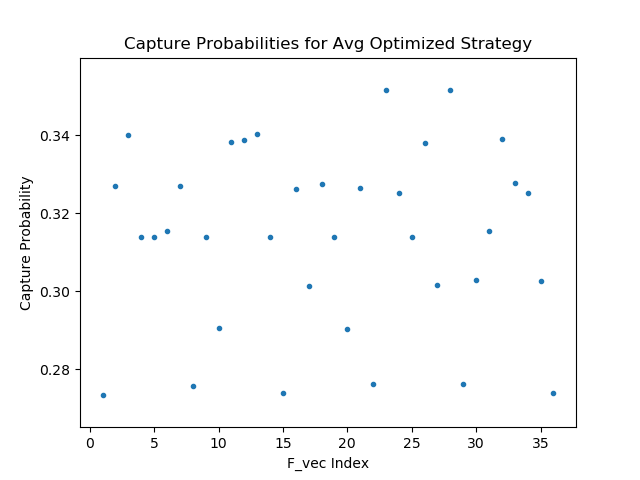 Capture Probabilities for Avg Optimized Strategy
Capture Probability
0.34
0.32
0.30
0.28
0 5 10 15 20 25 30 35
F_vec Index